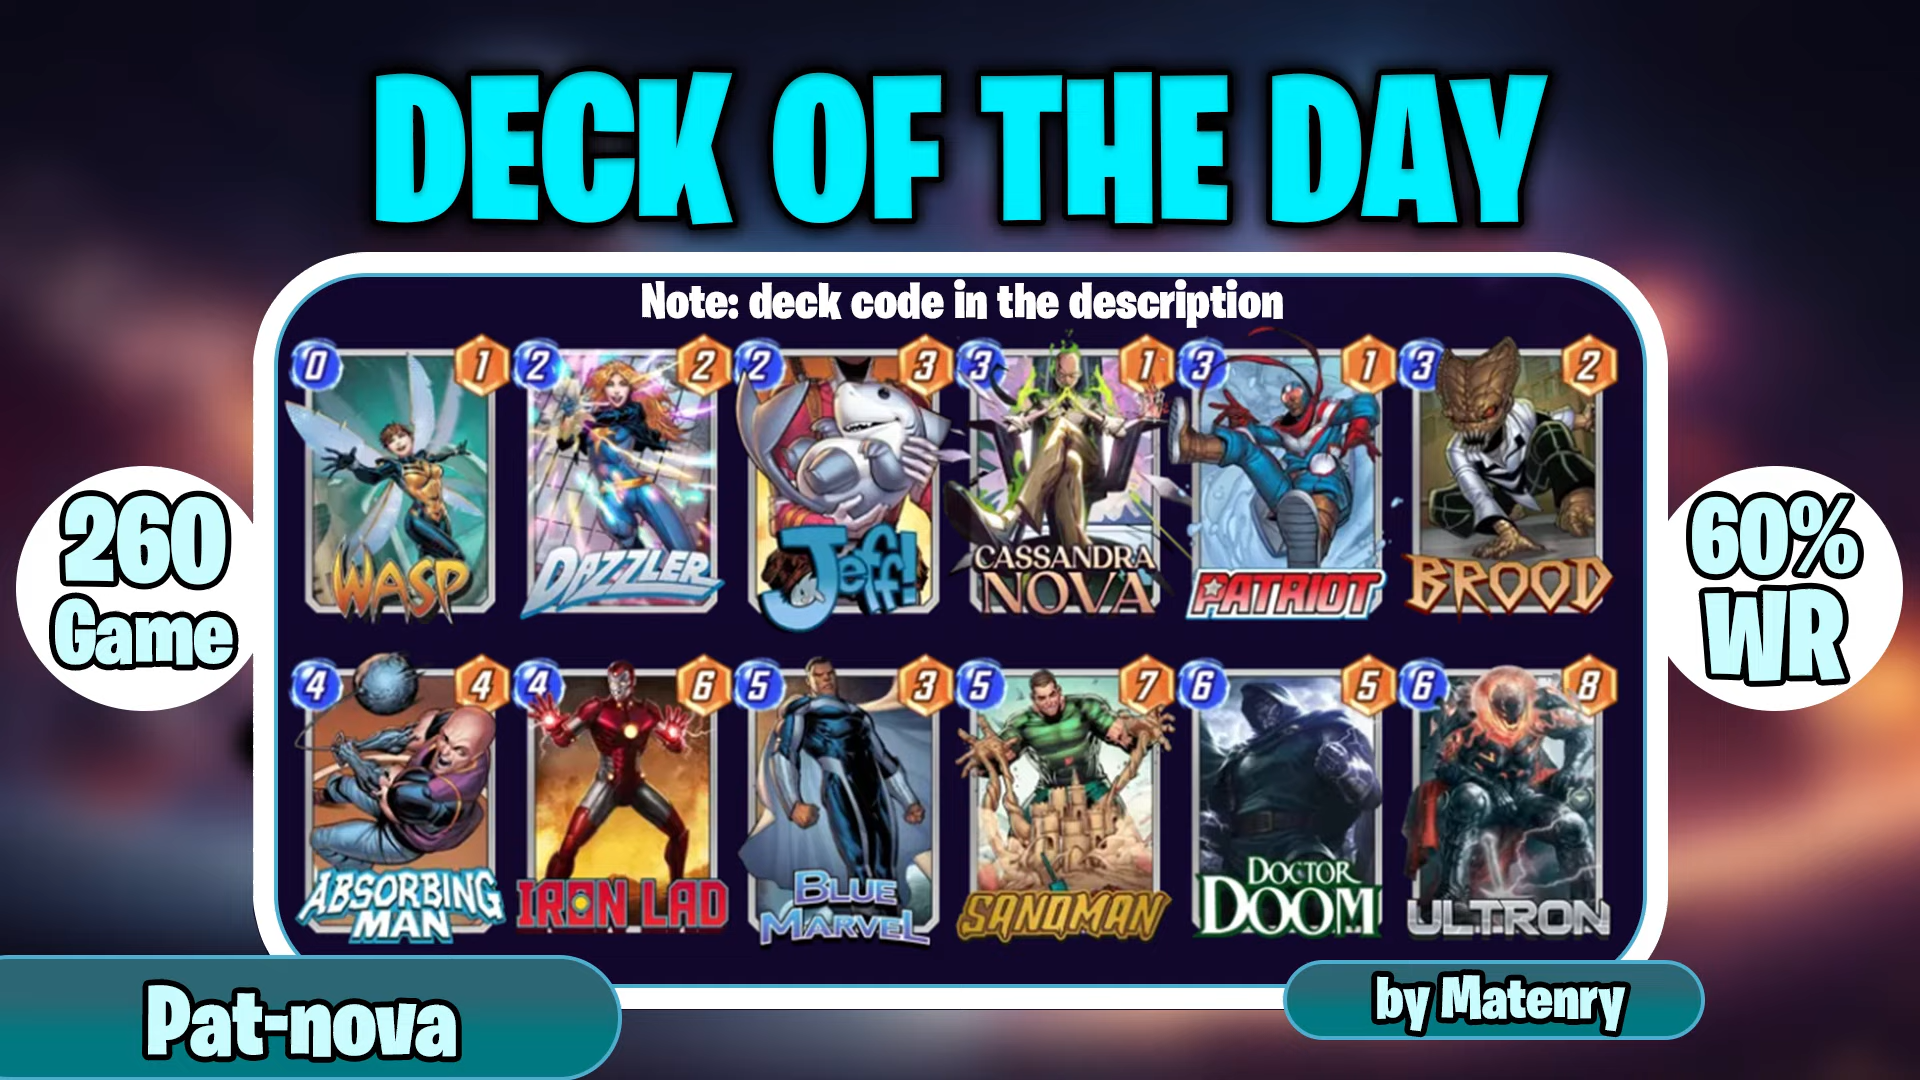 DECK OF THE DAY
Note: deck code in the description
0 1 2 2 2 3 3 1 3 1 3 2
WASP DAZZLER Jeff! CASSANDRA NOVA PATRIOT BROOD
4 4 4 6 5 3 5 7 6 5 6 8
ABSORBING MAN IRON LAD BLUE MARVEL SANDMAN DOCTOR DOOM ULTRON
260
Game
60%
WR
Pat-nova
by Matenry